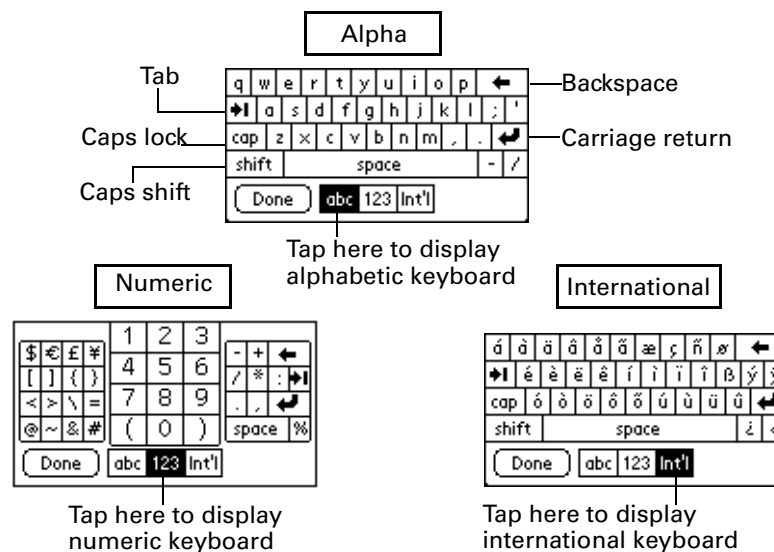 Alpha
Tab
q w e r t y u i o p
Backspace
a s d f g h j k l ; '
Caps lock
cap z x c v b n m , .
Carriage return
shift space - /
Caps shift
Done abc 123 Int'l
Tap here to display
alphabetic keyboard
Numeric
1 2 3
$ € £ ¥ - +
4 5 6
[ ] { } / * :
7 8 9
< > \ = . ,
@ ~ & # ( 0 ) space %
Done abc 123 Int'l
Tap here to display
numeric keyboard
International
á à ä â å ã æ ç ñ ø
é è ë ê í ì ï î ß ý
cap ó ò ö ô õ ú ù ü û
shift space ¿
Done abc 123 Int'l
Tap here to display
international keyboard